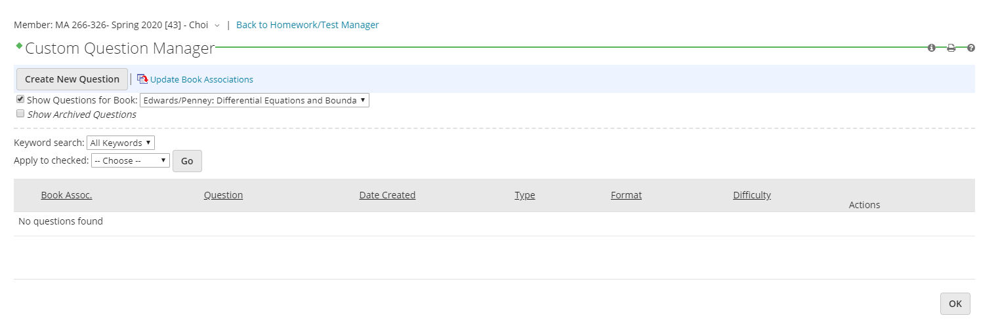 Member: MA 266-326- Spring 2020 [43] - Choi | Back to Homework/Test Manager
Custom Question Manager
Create New Question | Update Book Associations
Show Questions for Book: Edwards/Penney: Differential Equations and Bounda
Show Archived Questions
Keyword search: All Keywords
Apply to checked: -- Choose -- Go
Book Assoc. Question Date Created Type Format Difficulty Actions
No questions found
OK